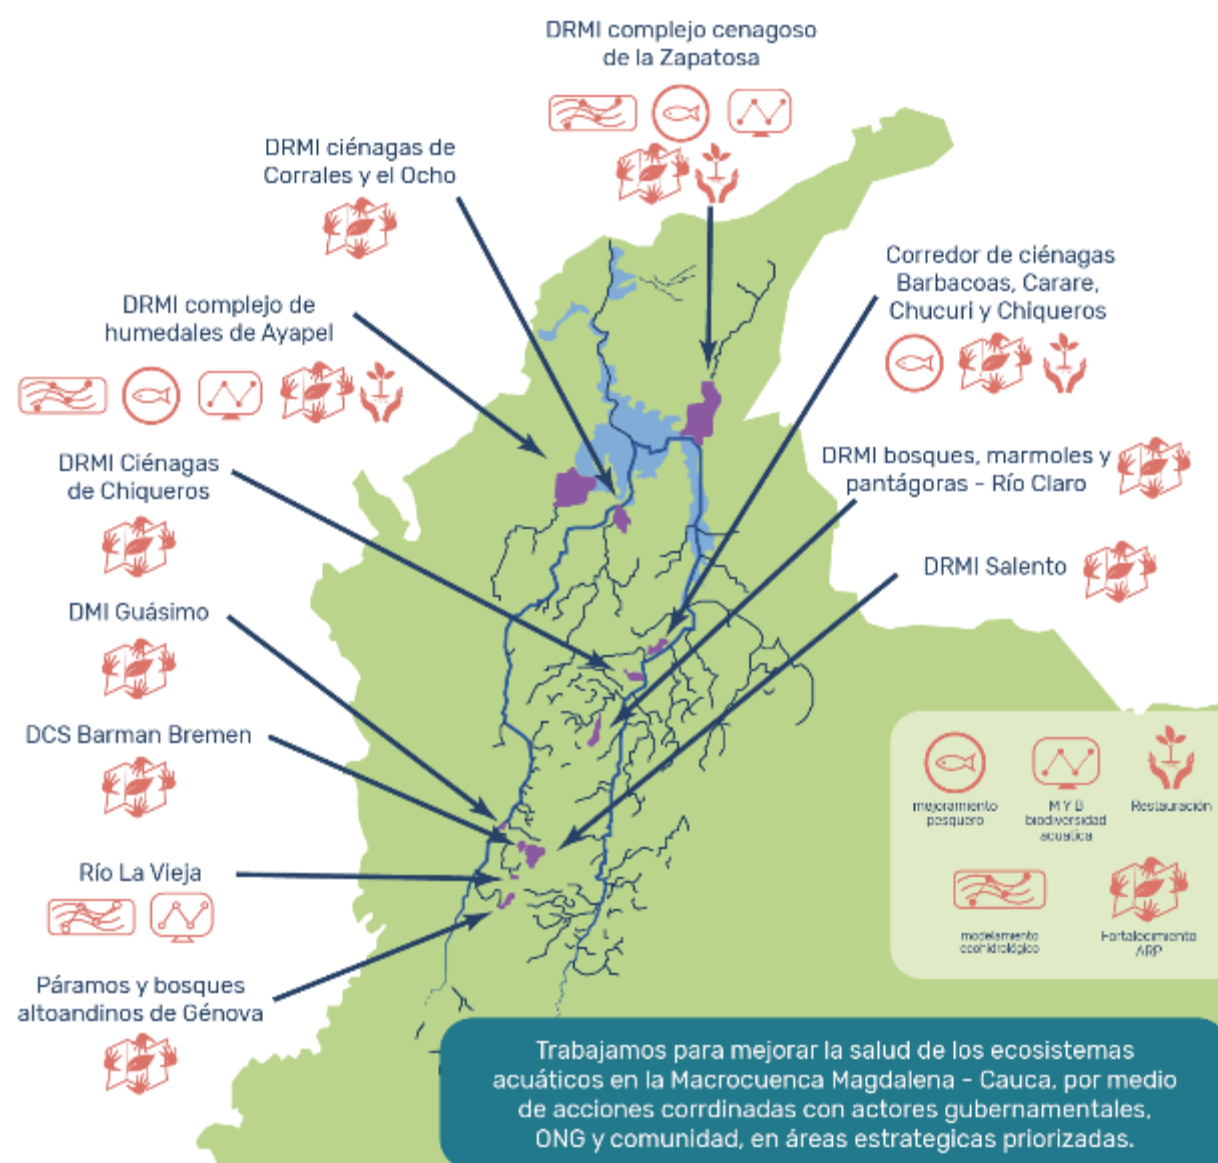 DRMI complejo cenagoso
de la Zapatosa
DRMI ciénagas de
Corrales y el Ocho
Corredor de ciénagas
Barbacoas, Carare,
Chucuri y Chiqueros
DRMI complejo de
humedales de Ayapel
DRMI Ciénagas
de Chiqueros
DRMI bosques, marmoles y
pantágoras - Río Claro
DRMI Salento
DMI Guásimo
DCS Barman Bremen
Río La Vieja
Páramos y bosques
altoandinos de Génova
mejoramiento
pesquero
M Y B
biodiversidad
acuatica
Restauración
modelamiento
ecohidrológico
Fortalecimiento
ARP
Trabajamos para mejorar la salud de los ecosistemas
acuáticos en la Macrocuenca Magdalena - Cauca, por medio
de acciones corrdinadas con actores gubernamentales,
ONG y comunidad, en áreas estrategicas priorizadas.